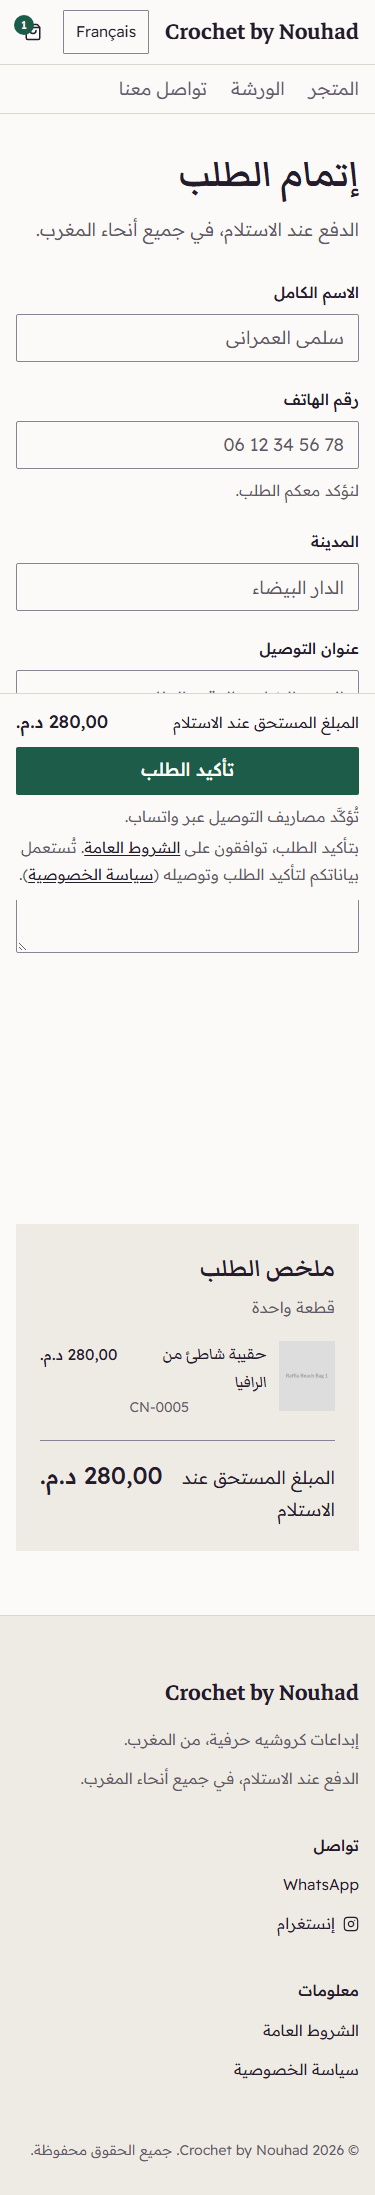 Crochet by Nouhad
Français
1
المتجر
الورشة
تواصل معنا
إتمام الطلب
الدفع عند الاستلام، في جميع أنحاء المغرب.
الاسم الكامل
سلمى العمراني
رقم الهاتف
06 12 34 56 78
لنؤكد معكم الطلب.
المدينة
الدار البيضاء
عنوان التوصيل
المبلغ المستحق عند الاستلام
280,00 د.م.
تأكيد الطلب
تُؤكَّد مصاريف التوصيل عبر واتساب.
بتأكيد الطلب، توافقون على الشروط العامة. تُستعمل
بياناتكم لتأكيد الطلب وتوصيله (سياسة الخصوصية).
ملخص الطلب
قطعة واحدة
Raffia Beach Bag 1
حقيبة شاطئ من
الرافيا
280,00 د.م.
CN-0005
المبلغ المستحق عند
الاستلام
280,00 د.م.
Crochet by Nouhad
إبداعات كروشيه حرفية، من المغرب.
الدفع عند الاستلام، في جميع أنحاء المغرب.
تواصل
WhatsApp
إنستغرام
معلومات
الشروط العامة
سياسة الخصوصية
© 2026 Crochet by Nouhad. جميع الحقوق محفوظة.